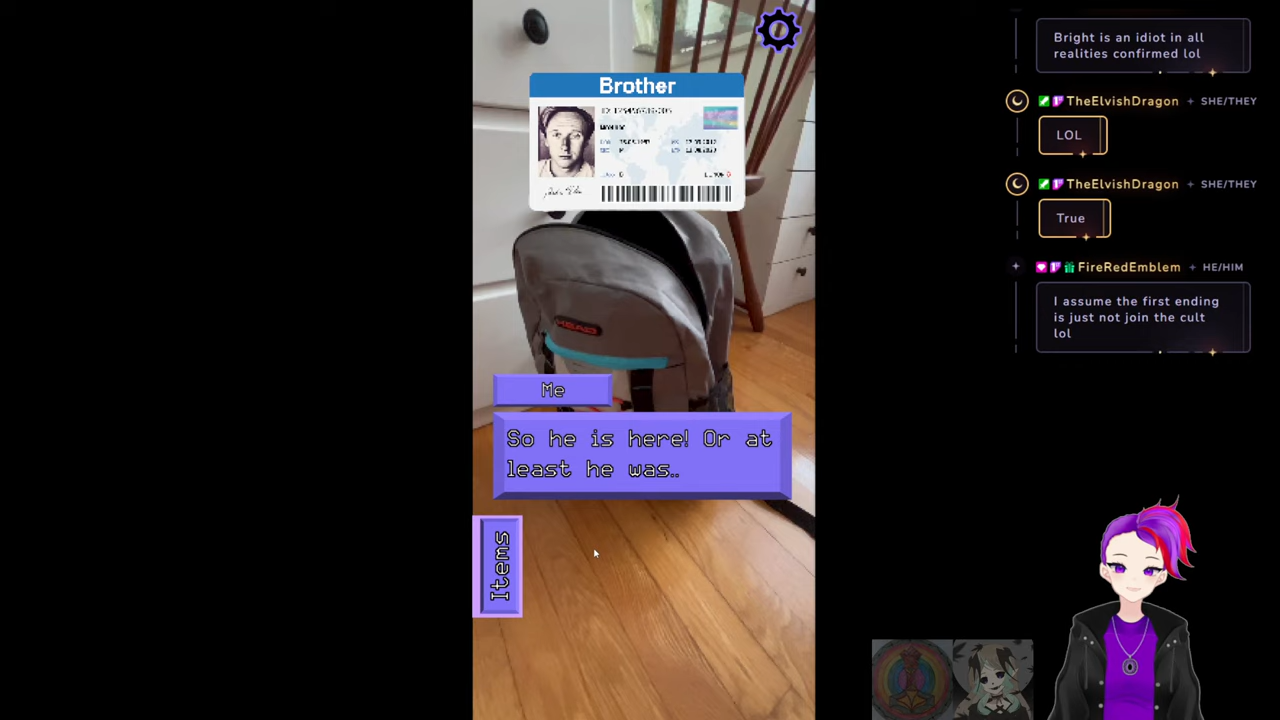 Brother
HEAD
Me
So he is here! Or at
least he was..
Items
Bright is an idiot in all
realities confirmed lol
TheElvishDragon + SHE/THEY
LOL
TheElvishDragon + SHE/THEY
True
FireRedEmblem + HE/HIM
I assume the first ending
is just not join the cult
lol